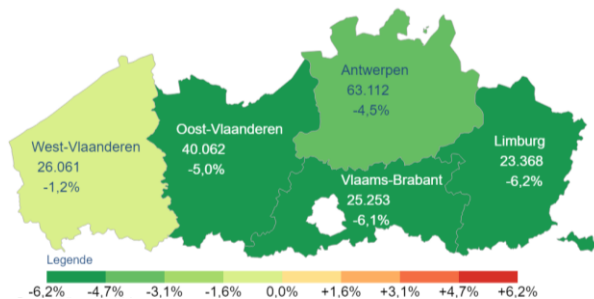 Antwerpen
63.112
-4,5%
West-Vlaanderen
26.061
-1,2%
Oost-Vlaanderen
40.062
-5,0%
Limburg
23.368
-6,2%
Vlaams-Brabant
25.253
-6,1%
Legende
-6,2% -4,7% -3,1% -1,6% 0,0% +1,6% +3,1% +4,7% +6,2%